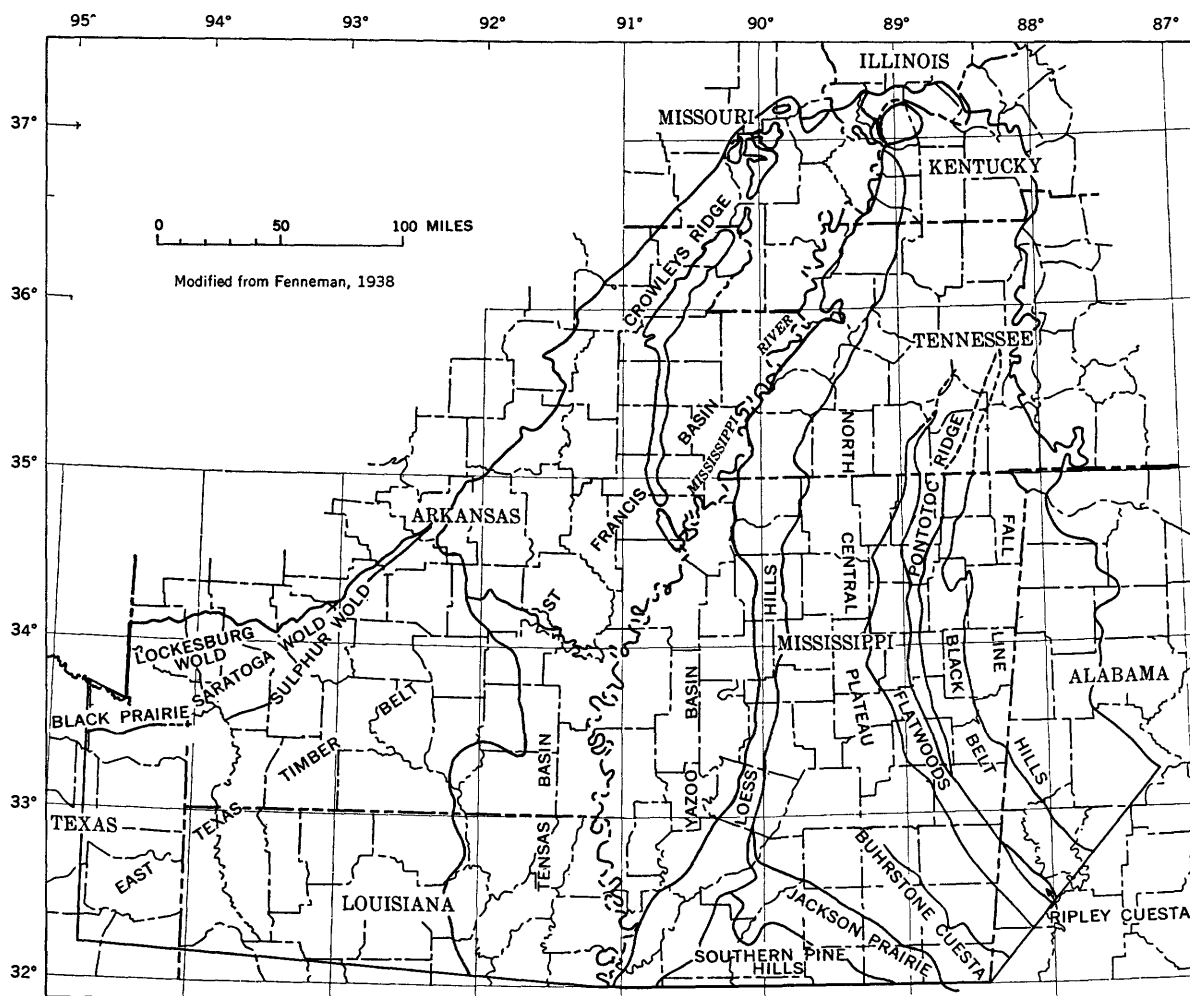 95° 94° 93° 92° 91° 90° 89° 88° 87°
ILLINOIS
37°
MISSOURI
KENTUCKY
0 50 100 MILES
Modified from Fenneman, 1938
CROWLEYS RIDGE
36°
RIVER
TENNESSEE
BASIN
MISSISSIPPI
NORTH
PONTOTOC RIDGE
35°
ARKANSAS
FRANCIS
FALL
CENTRAL
HILLS
ST
34°
LOCKESBURG
WOLD
SARATOGA WOLD
SULPHUR WOLD
MISSISSIPPI
BLACK
LINE
ALABAMA
BLACK PRAIRIE
BELT
BASIN
PLATEAU
FLATWOODS
TIMBER
BASIN
BELT
HILLS
33°
TEXAS
TEXAS
YAZOO
LOESS
EAST
TENSAS
BUHRSTONE CUESTA
LOUISIANA
JACKSON PRAIRIE
RIPLEY CUESTA
SOUTHERN PINE
HILLS
32°